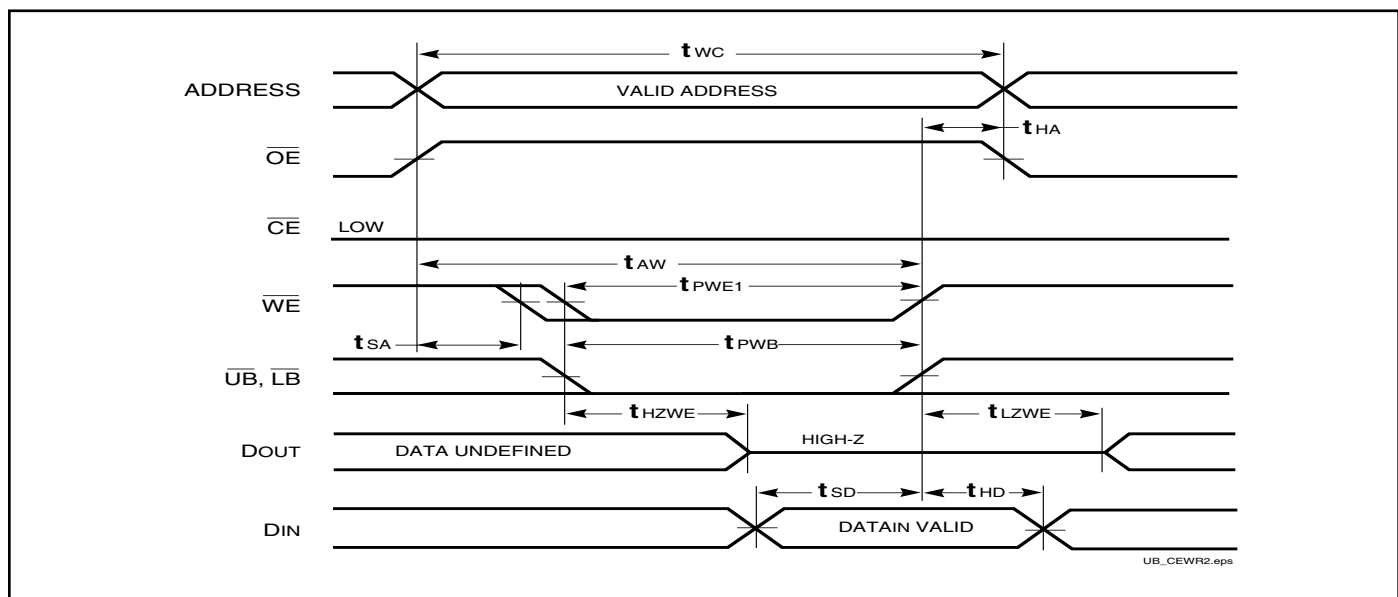 tWC
ADDRESS VALID ADDRESS
tHA
OE
CE LOW
tAW
tPWE1
WE
tSA tPWB
UB, LB
tHZWE tLZWE
DOUT DATA UNDEFINED HIGH-Z
tSD tHD
DIN DATAIN VALID
UB_CEWR2.eps